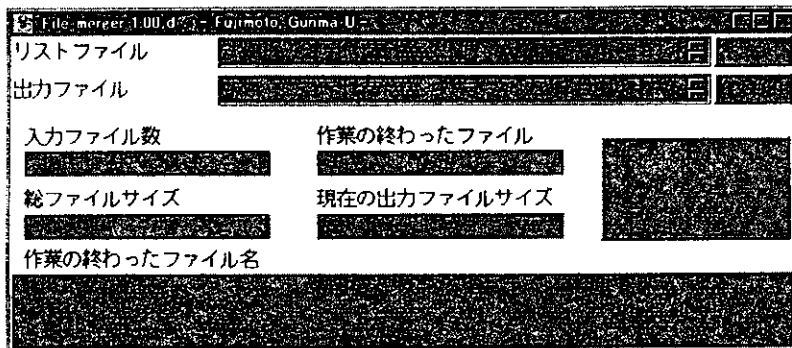 File merger 1.00.d - Fujimoto, Gunma-U -
リストファイル
出力ファイル
入力ファイル数 作業の終わったファイル
総ファイルサイズ 現在の出力ファイルサイズ
作業の終わったファイル名